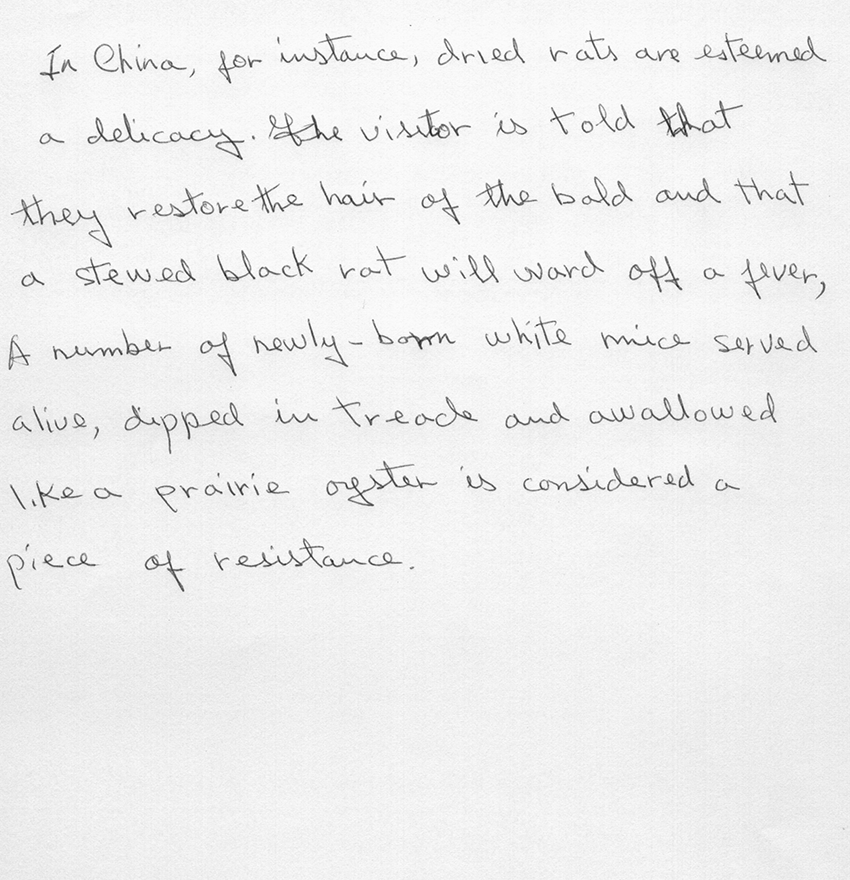 In China, for instance, dried rats are esteemed
a delicacy. The visitor is told that
they restore the hair of the bald and that
a stewed black rat will ward off a fever,
A number of newly-born white mice served
alive, dipped in treacle and awallowed
like a prairie oyster is considered a
piece of resistance.